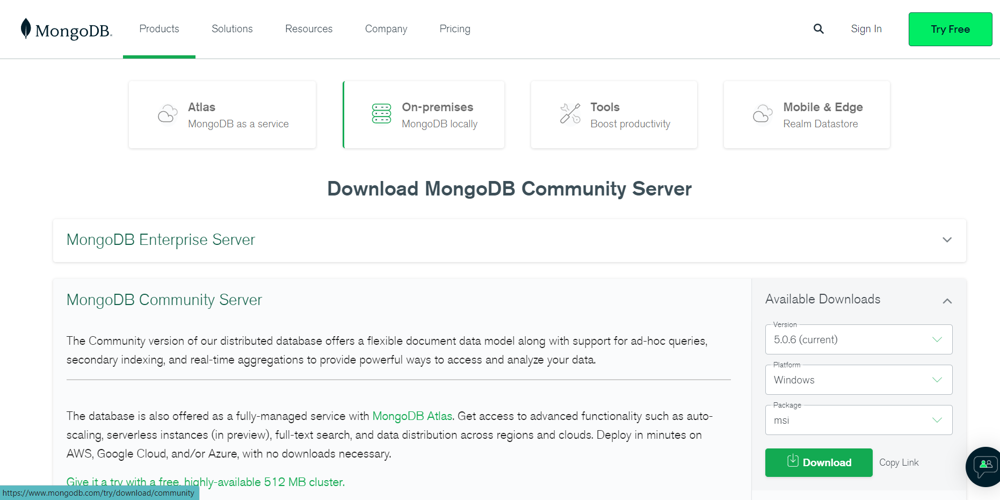 MongoDB.
Products
Solutions
Resources
Company
Pricing
Sign In
Try Free
Atlas
MongoDB as a service
On-premises
MongoDB locally
Tools
Boost productivity
Mobile & Edge
Realm Datastore
Download MongoDB Community Server
MongoDB Enterprise Server
MongoDB Community Server
The Community version of our distributed database offers a flexible document data model along with support for ad-hoc queries,
secondary indexing, and real-time aggregations to provide powerful ways to access and analyze your data.
The database is also offered as a fully-managed service with MongoDB Atlas. Get access to advanced functionality such as auto-
scaling, serverless instances (in preview), full-text search, and data distribution across regions and clouds. Deploy in minutes on
AWS, Google Cloud, and/or Azure, with no downloads necessary.
Give it a try with a free, highly-available 512 MB cluster.
Available Downloads
Version
5.0.6 (current)
Platform
Windows
Package
msi
Download
Copy Link
https://www.mongodb.com/try/download/community